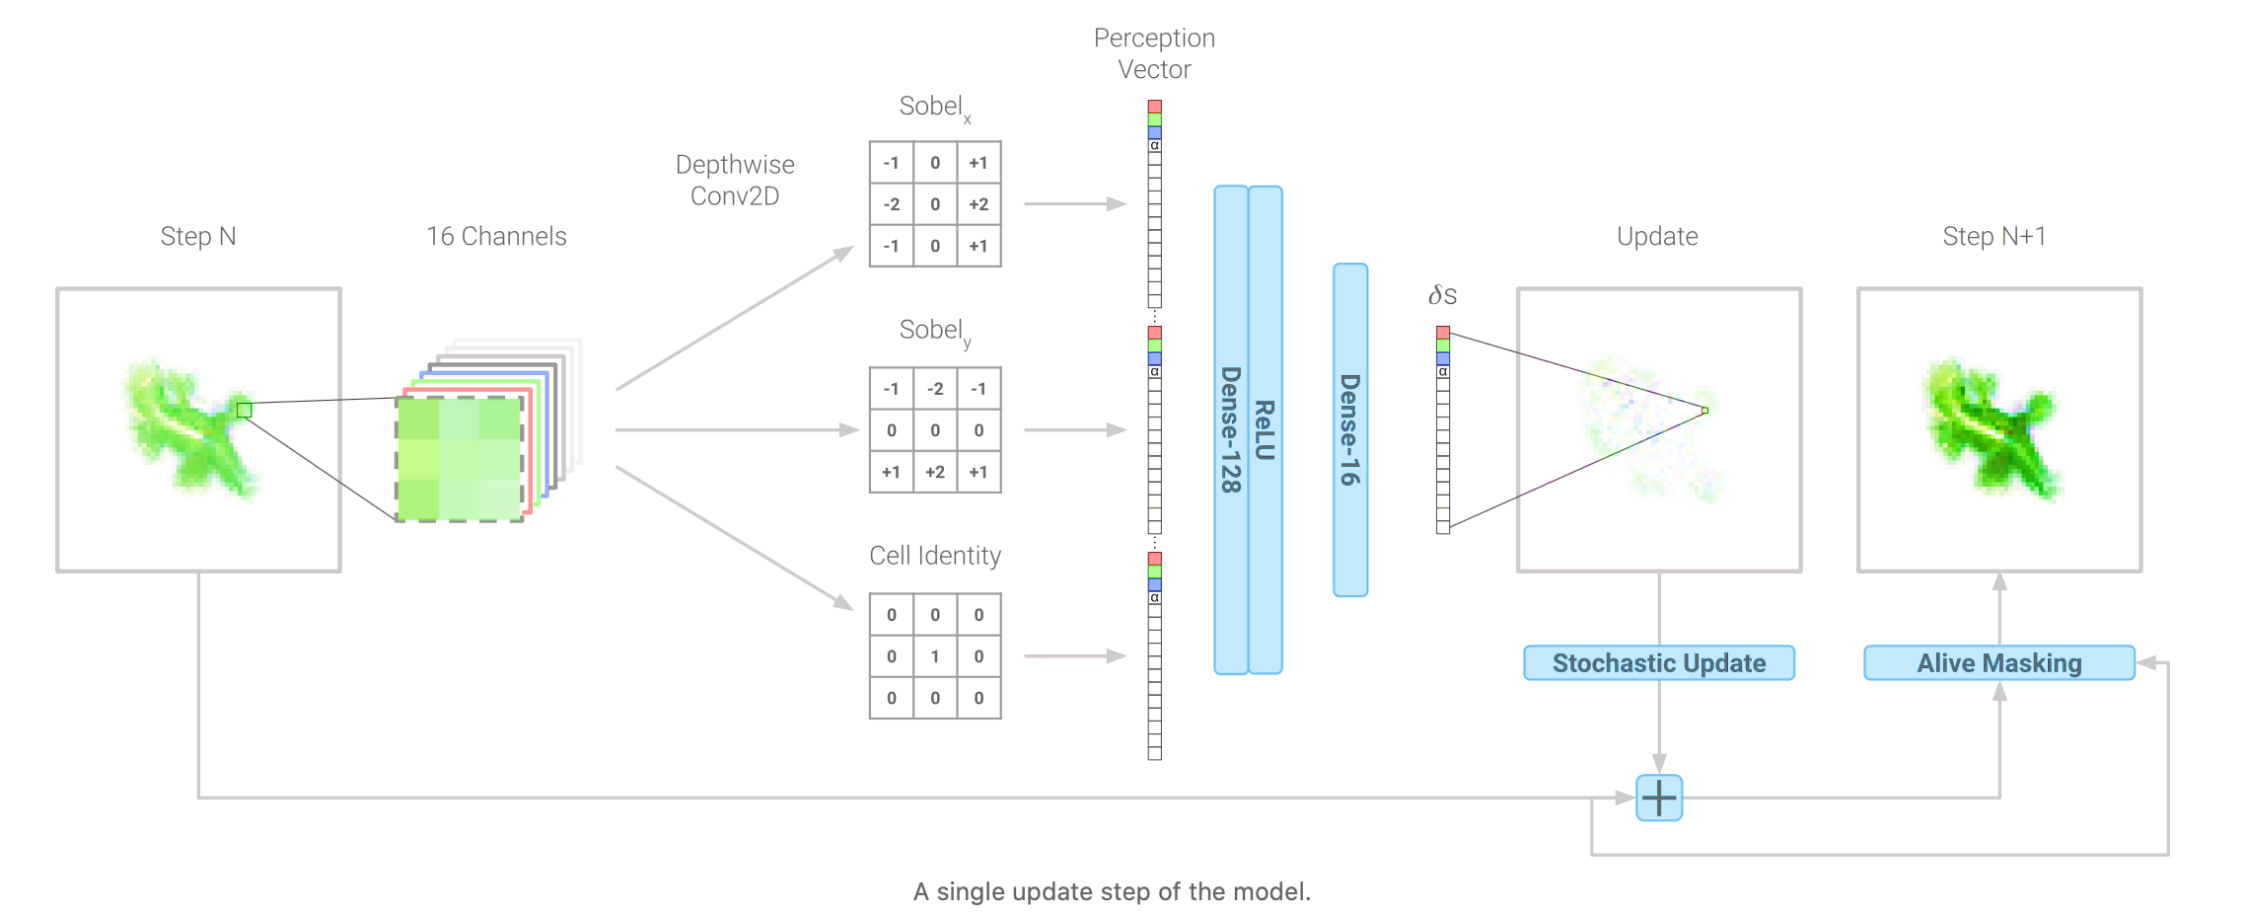 Perception
Vector
Sobelx
Depthwise
Conv2D
-1 0 +1
-2 0 +2
-1 0 +1
α
Step N
16 Channels
Sobely
-1 -2 -1
0 0 0
+1 +2 +1
α
Cell Identity
0 0 0
0 1 0
0 0 0
α
Dense-128
ReLU
Dense-16
δs
α
Update
Step N+1
Stochastic Update
Alive Masking
+
A single update step of the model.